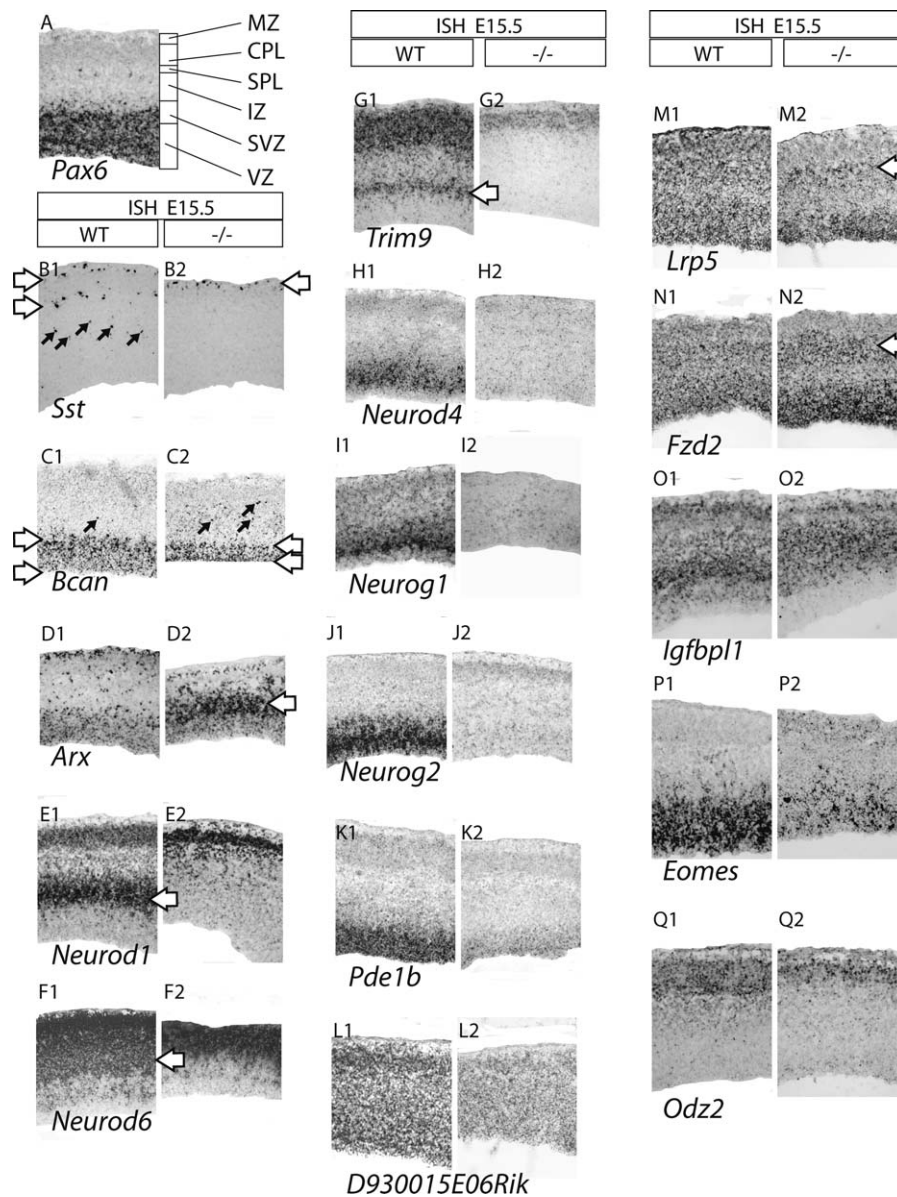 A
MZ
CPL
SPL
IZ
SVZ
VZ
Pax6
ISH E15.5
WT
-/-
B1
B2
Sst
C1
C2
Bcan
D1
D2
Arx
E1
E2
Neurod1
F1
F2
Neurod6
ISH E15.5
WT
-/-
G1
G2
Trim9
H1
H2
Neurod4
I1
I2
Neurog1
J1
J2
Neurog2
K1
K2
Pde1b
L1
L2
D930015E06Rik
ISH E15.5
WT
-/-
M1
M2
Lrp5
N1
N2
Fzd2
O1
O2
Igfbpl1
P1
P2
Eomes
Q1
Q2
Odz2